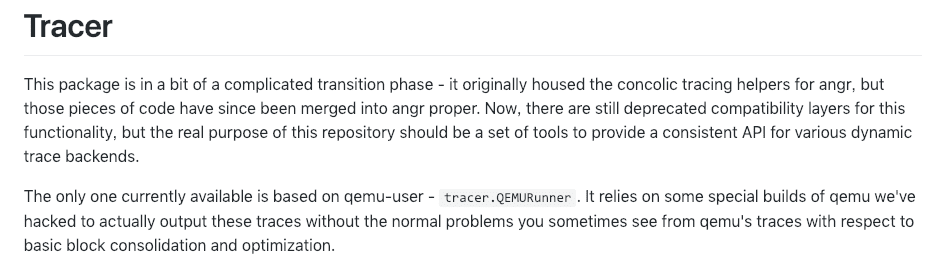 Tracer
This package is in a bit of a complicated transition phase - it originally housed the concolic tracing helpers for angr, but
those pieces of code have since been merged into angr proper. Now, there are still deprecated compatibility layers for this
functionality, but the real purpose of this repository should be a set of tools to provide a consistent API for various dynamic
trace backends.
The only one currently available is based on qemu-user - tracer.QEMURunner . It relies on some special builds of qemu we've
hacked to actually output these traces without the normal problems you sometimes see from qemu's traces with respect to
basic block consolidation and optimization.